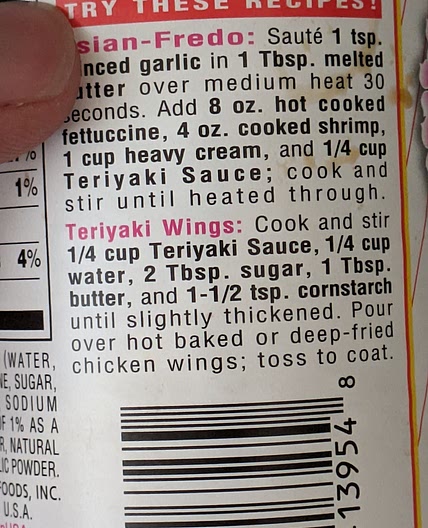 TRY THESE RECIPES!
sian-Fredo: Sauté 1 tsp.
nced garlic in 1 Tbsp. melted
utter over medium heat 30
econds. Add 8 oz. hot cooked
fettuccine, 4 oz. cooked shrimp,
1 cup heavy cream, and 1/4 cup
Teriyaki Sauce; cook and
stir until heated through.
Teriyaki Wings: Cook and stir
1/4 cup Teriyaki Sauce, 1/4 cup
water, 2 Tbsp. sugar, 1 Tbsp.
butter, and 1-1/2 tsp. cornstarch
until slightly thickened. Pour
over hot baked or deep-fried
chicken wings; toss to coat.
%
1%
4%
(WATER,
NE, SUGAR,
SODIUM
OF 1% AS A
R, NATURAL
LIC POWDER.
FOODS, INC.
U.S.A.
13954 8